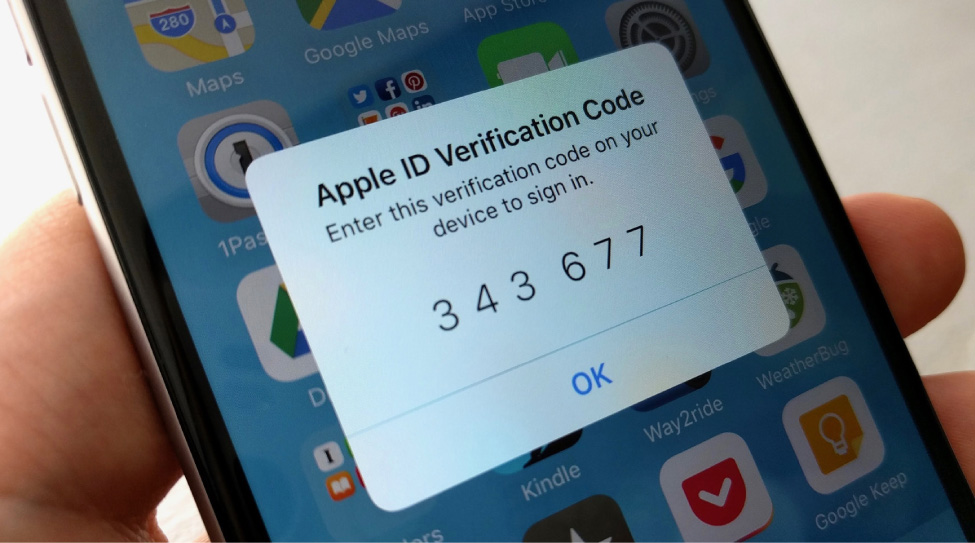 280
Maps
Google Maps
App Store
Apple ID Verification Code
Enter this verification code on your
device to sign in.
343 677
OK
WeatherBug
Way2ride
Kindle
Google Keep